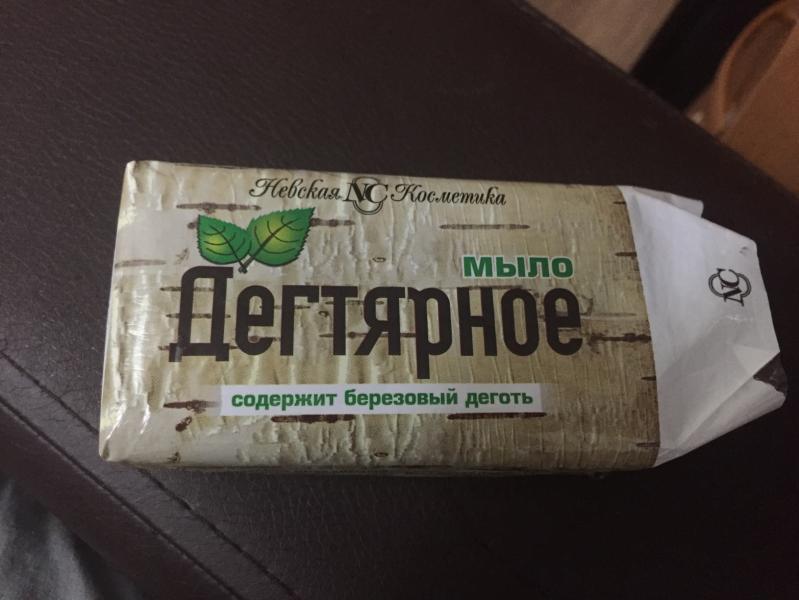 Невская NC Косметика
мыло
Дегтярное
содержит березовый деготь
NC